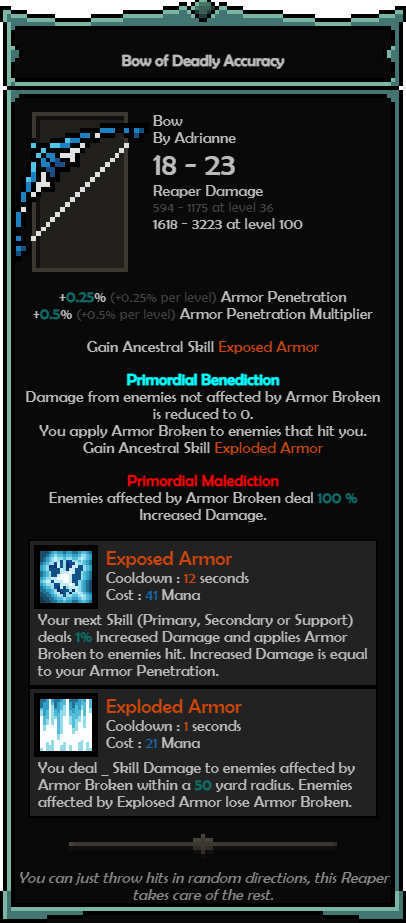 Bow of Deadly Accuracy
Bow
By Adrianne
18 - 23
Reaper Damage
594 - 1175 at level 36
1618 - 3223 at level 100
+0.25% (+0.25% per level) Armor Penetration
+0.5% (+0.5% per level) Armor Penetration Multiplier
Gain Ancestral Skill Exposed Armor
Primordial Benediction
Damage from enemies not affected by Armor Broken
is reduced to 0.
You apply Armor Broken to enemies that hit you.
Gain Ancestral Skill Exploded Armor
Primordial Malediction
Enemies affected by Armor Broken deal 100 %
Increased Damage.
Exposed Armor
Cooldown : 12 seconds
Cost : 41 Mana
Your next Skill (Primary, Secondary or Support)
deals 1% Increased Damage and applies Armor
Broken to enemies hit. Increased Damage is equal
to your Armor Penetration.
Exploded Armor
Cooldown : 1 seconds
Cost : 21 Mana
You deal _ Skill Damage to enemies affected by
Armor Broken within a 50 yard radius. Enemies
affected by Explosed Armor lose Armor Broken.
You can just throw hits in random directions, this Reaper
takes care of the rest.